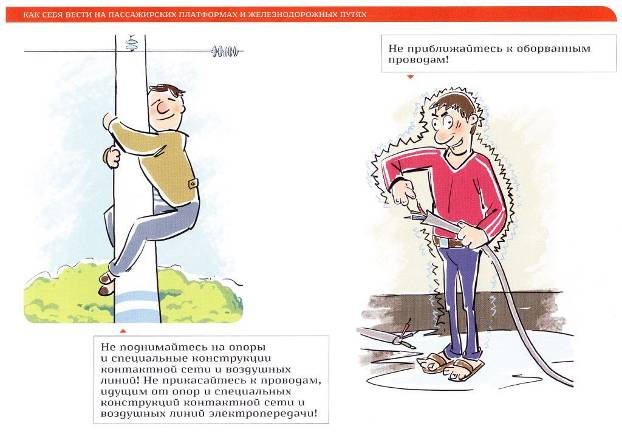 КАК СЕБЯ ВЕСТИ НА ПАССАЖИРСКИХ ПЛАТФОРМАХ И ЖЕЛЕЗНОДОРОЖНЫХ ПУТЯХ
Не приближайтесь к оборванным
проводам!
Не поднимайтесь на опоры
и специальные конструкции
контактной сети и воздушных
линий! Не прикасайтесь к проводам,
идущим от опор и специальных
конструкций контактной сети и
воздушных линий электропередачи!